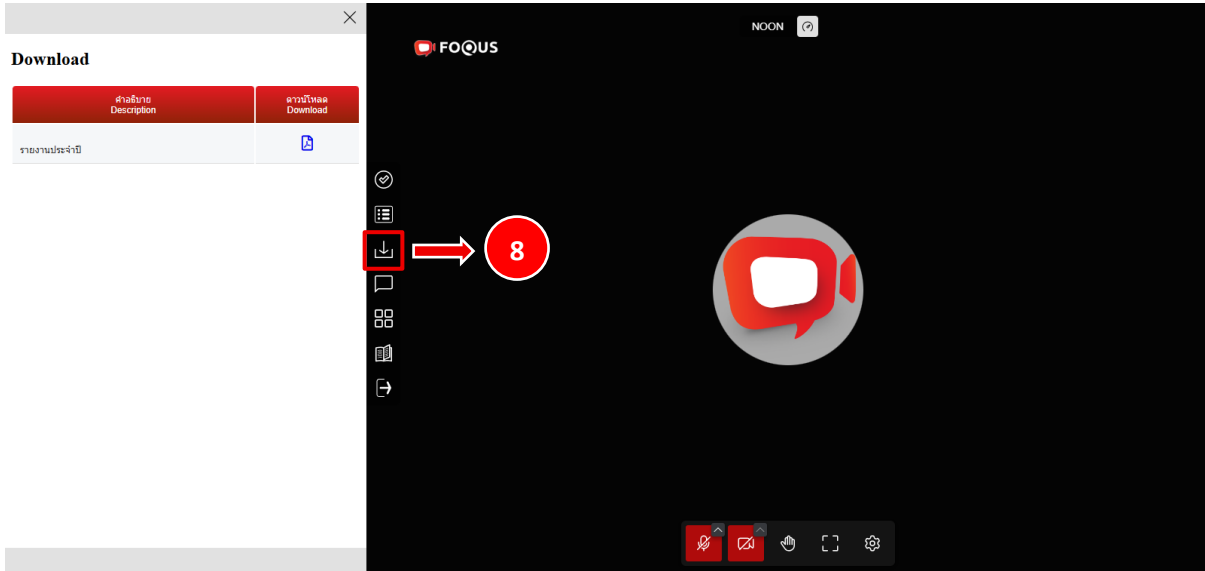 Download
คำอธิบาย
Description
ดาวน์โหลด
Download
รายงานประจำปี
NOON
FOQUS
8